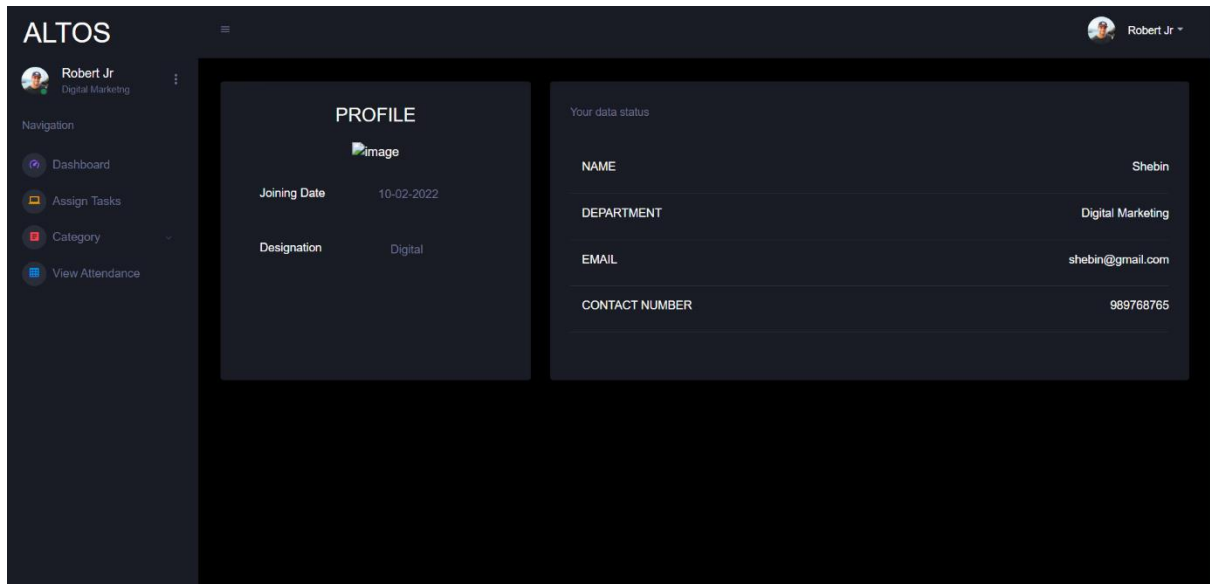 ALTOS
Robert Jr
Robert Jr
Digital Marketng
Navigation
Dashboard
Assign Tasks
Category
View Attendance
PROFILE
image
Joining Date 10-02-2022
Designation Digital
Your data status
NAME Shebin
DEPARTMENT Digital Marketing
EMAIL shebin@gmail.com
CONTACT NUMBER 989768765